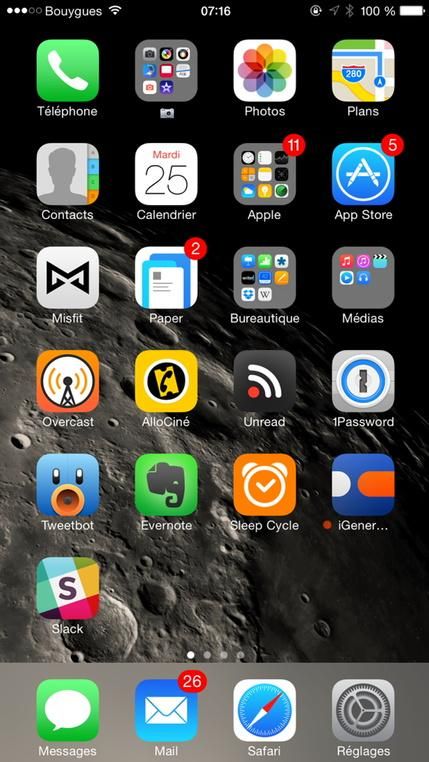 Bouygues 07:16 100 %
Téléphone Photos Plans
280
11 5
Mardi
25
Contacts Calendrier Apple App Store
2
Misfit Paper Bureautique Médias
Overcast AlloCiné Unread 1Password
Tweetbot Evernote Sleep Cycle iGener...
S
Slack
26
Messages Mail Safari Réglages